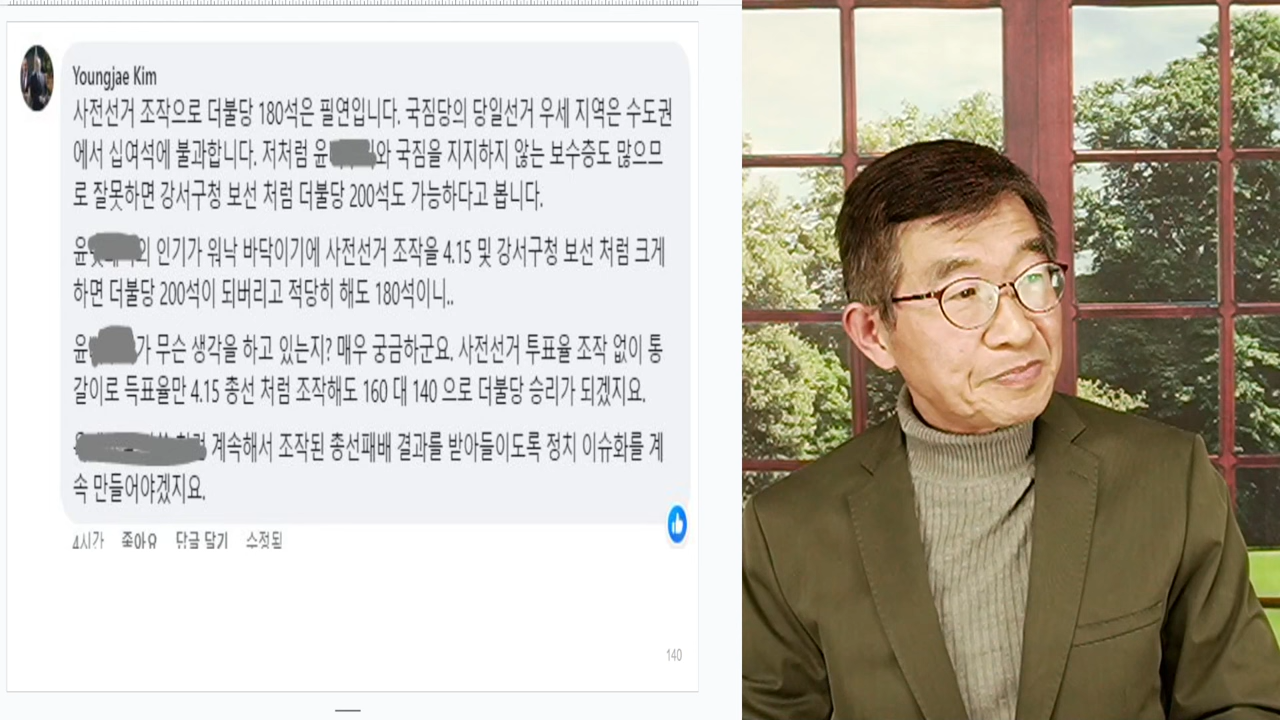 Youngjae Kim
사전선거 조작으로 더불당 180석은 필연입니다. 국짐당의 당일선거 우세 지역은 수도권
에서 십여석에 불과합니다. 저처럼 윤 와 국짐을 지지하지 않는 보수층도 많으므
로 잘못하면 강서구청 보선 처럼 더불당 200석도 가능하다고 봅니다.
윤 의 인기가 워낙 바닥이기에 사전선거 조작을 4.15 및 강서구청 보선 처럼 크게
하면 더불당 200석이 되버리고 적당히 해도 180석이니..
윤 가 무슨 생각을 하고 있는지? 매우 궁금하군요. 사전선거 투표율 조작 없이 통
갈이로 득표율만 4.15 총선 처럼 조작해도 160 대 140 으로 더불당 승리가 되겠지요.
계속해서 조작된 총선패배 결과를 받아들이도록 정치 이슈화를 계
속 만들어야겠지요.
4시간 좋아요 답글 달기 수정됨
140